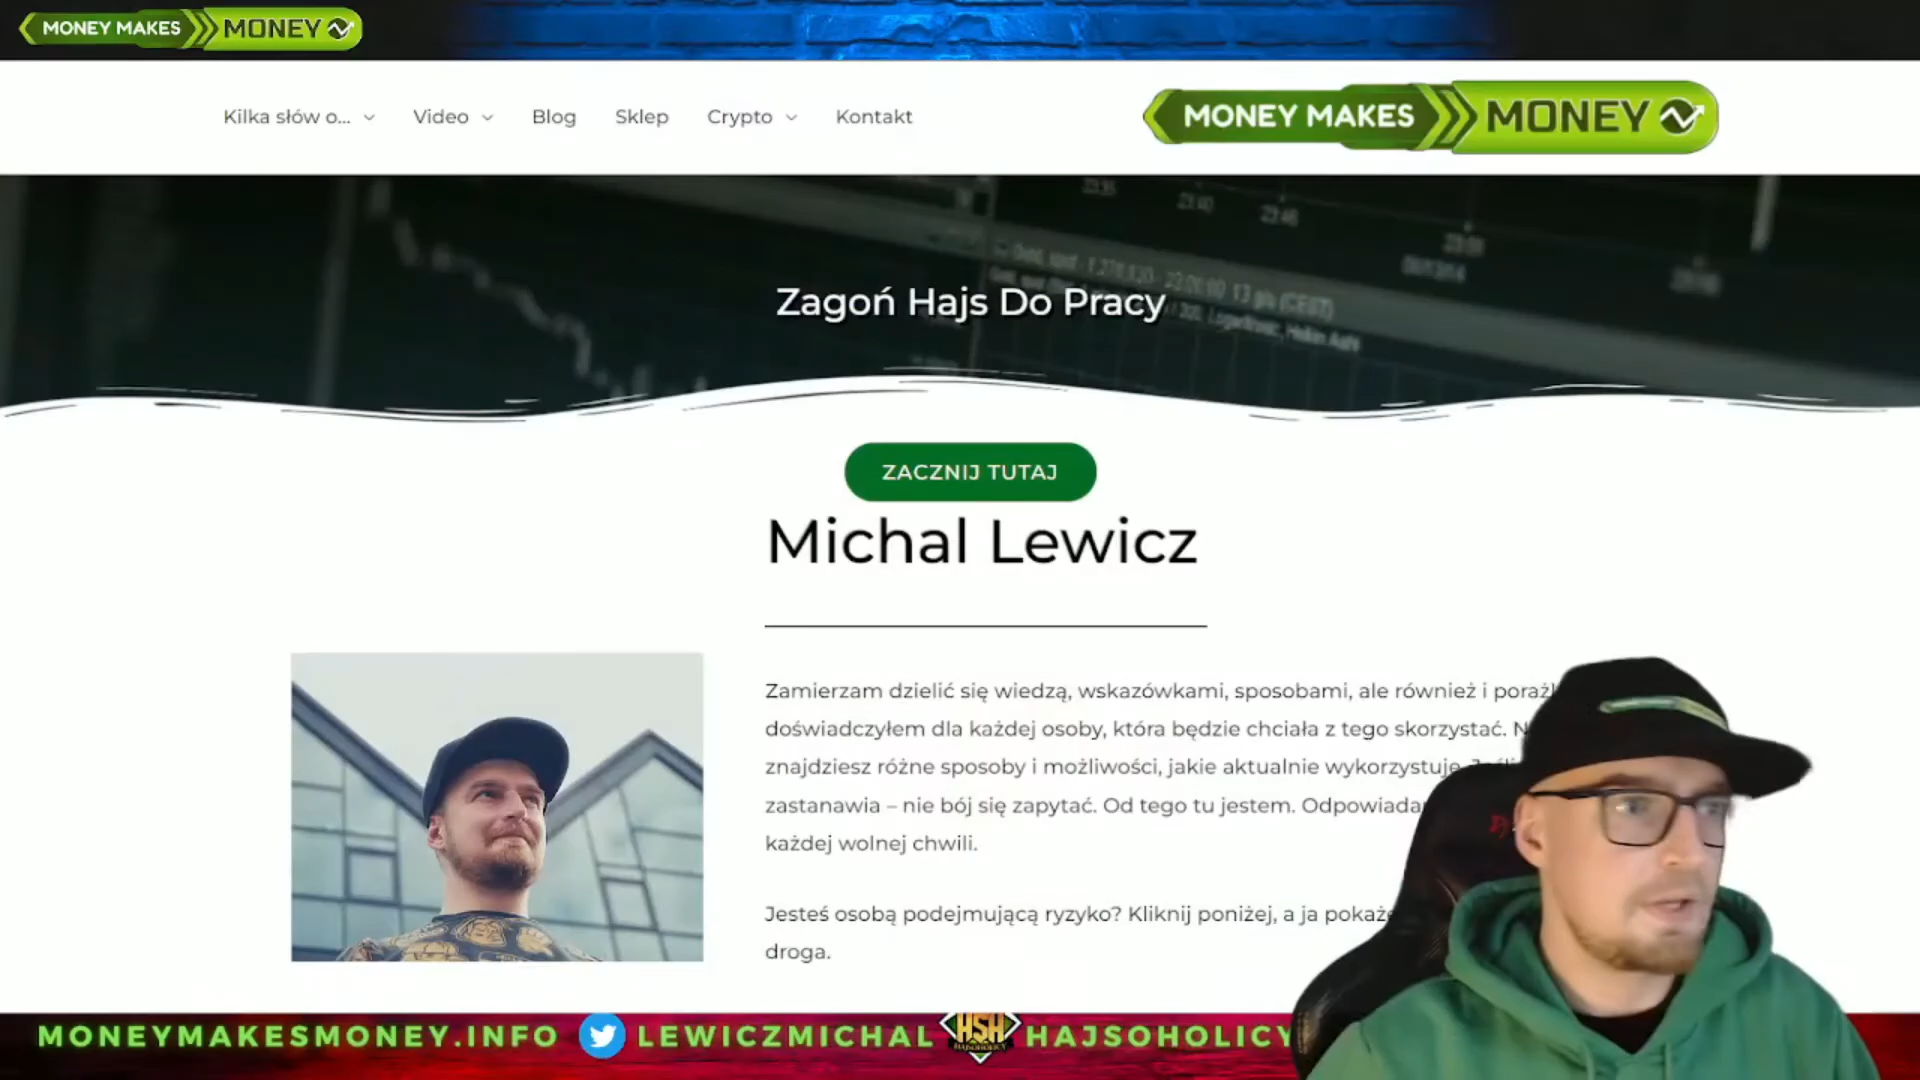 MONEY MAKES MONEY
Kilka słów o... Video Blog Sklep Crypto Kontakt
MONEY MAKES MONEY
Zagoń Hajs Do Pracy
ZACZNIJ TUTAJ
Michal Lewicz
Zamierzam dzielić się wiedzą, wskazówkami, sposobami, ale również i
doświadczyłem dla każdej osoby, która będzie chciała z tego skorzystać.
znajdziesz różne sposoby i możliwości, jakie aktualnie wykorzystuję.
zastanawia – nie bój się zapytać. Od tego tu jestem.
każdej wolnej chwili.
Jesteś osobą podejmującą ryzyko? Kliknij poniżej, a ja
droga.
MONEYMAKESMONEY.INFO LEWICZMICHAL HSH HAJSOHOLICY HAJSOHOLICY